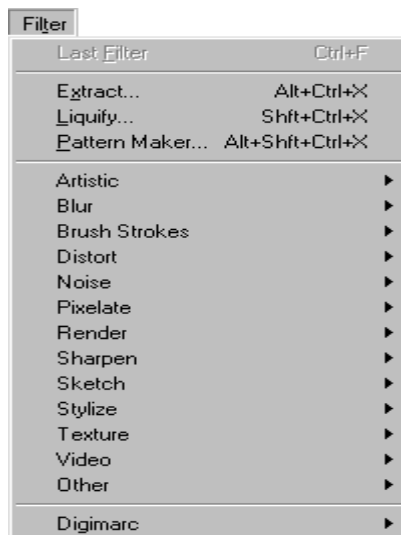 Filter
Last Filter Ctrl+F
Extract... Alt+Ctrl+X
Liquify... Shft+Ctrl+X
Pattern Maker... Alt+Shft+Ctrl+X
Artistic
Blur
Brush Strokes
Distort
Noise
Pixelate
Render
Sharpen
Sketch
Stylize
Texture
Video
Other
Digimarc